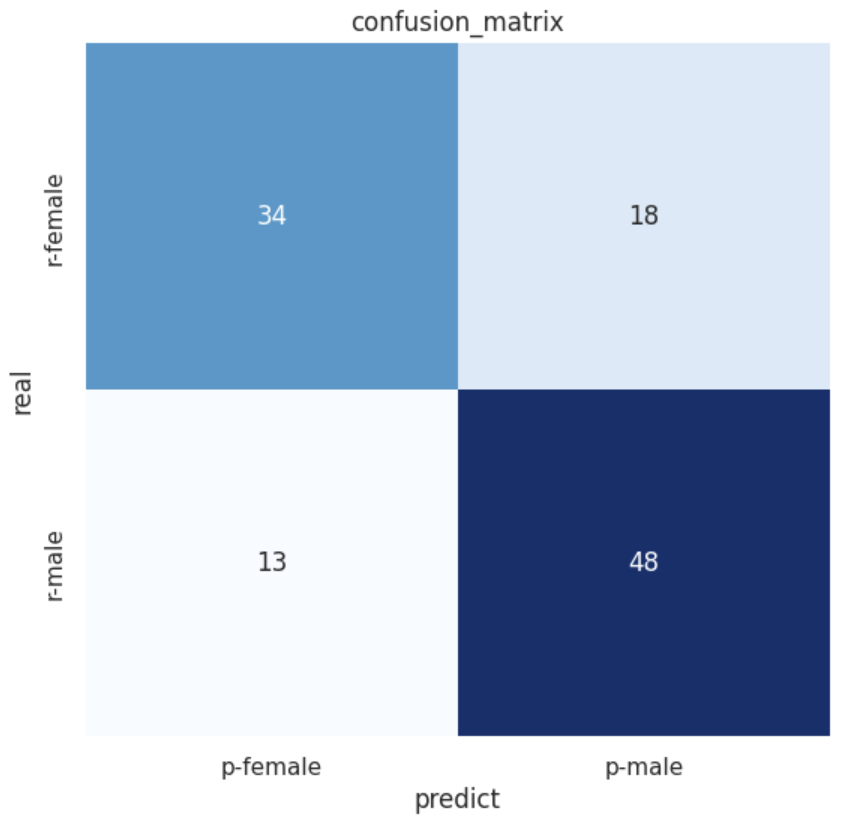 confusion_matrix
r-female
34
18
real
r-male
13
48
p-female
p-male
predict